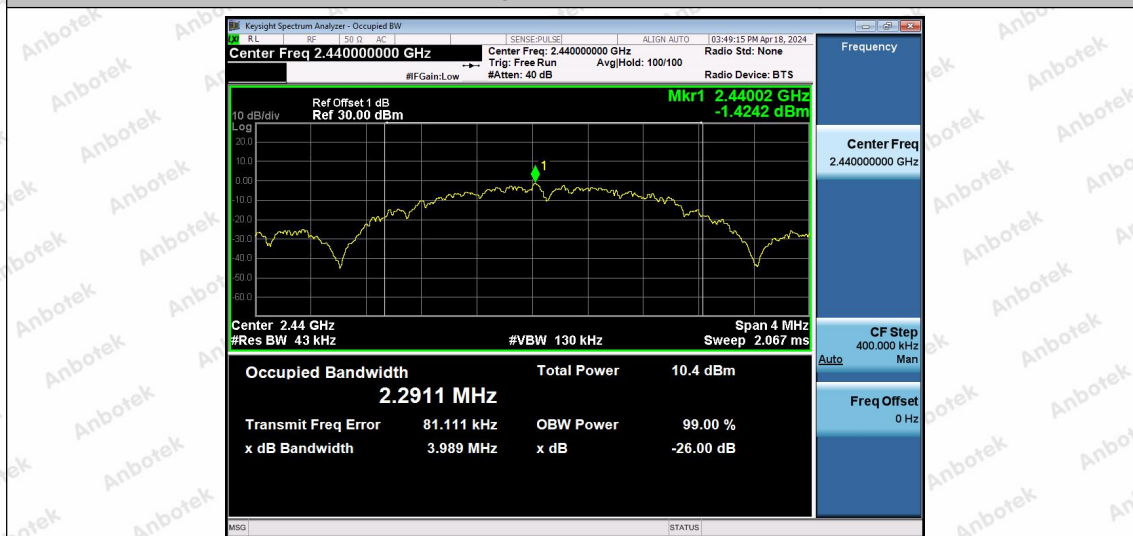 Keysight Spectrum Analyzer - Occupied BW
RL RF 50 Ω AC SENSE:PULSE ALIGN AUTO 03:49:15 PM Apr 18, 2024
Center Freq 2.440000000 GHz
Center Freq: 2.440000000 GHz Radio Std: None
Trig: Free Run Avg|Hold: 100/100
#IFGain:Low #Atten: 40 dB Radio Device: BTS
Frequency
Mkr1 2.44002 GHz
-1.4242 dBm
Ref Offset 1 dB
10 dB/div Ref 30.00 dBm
Log
20.0
10.0
0.00
-10.0
-20.0
-30.0
-40.0
-50.0
-60.0
1
Center 2.44 GHz Span 4 MHz
#Res BW 43 kHz #VBW 130 kHz Sweep 2.067 ms
Center Freq
2.440000000 GHz
CF Step
400.000 kHz
Auto Man
Freq Offset
0 Hz
Occupied Bandwidth Total Power 10.4 dBm
2.2911 MHz
Transmit Freq Error 81.111 kHz OBW Power 99.00 %
x dB Bandwidth 3.989 MHz x dB -26.00 dB
MSG STATUS
Anbotek